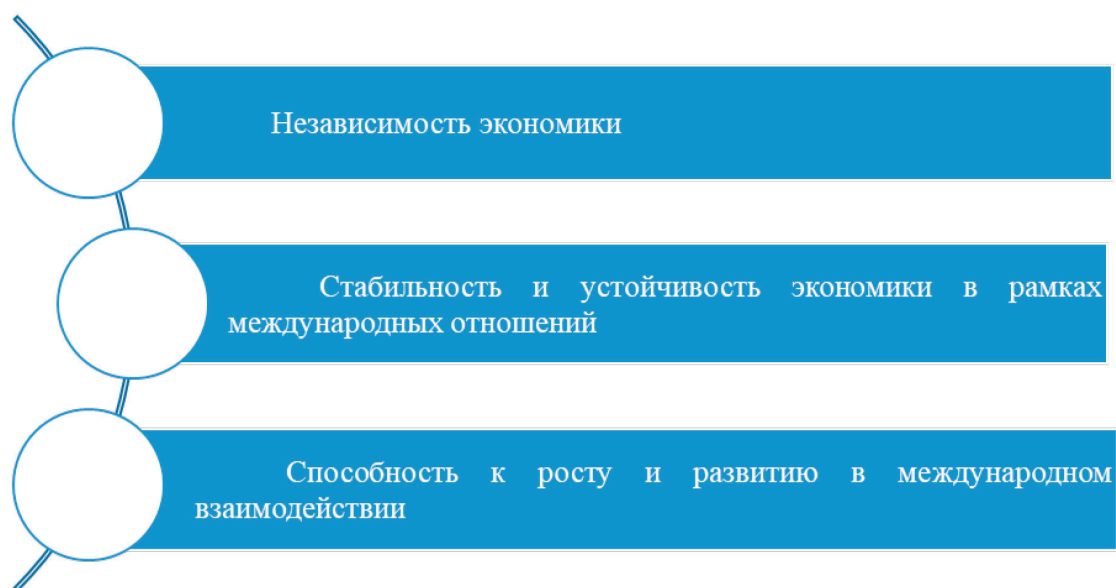 Независимость экономики
Стабильность и устойчивость экономики в рамках
международных отношений
Способность к росту и развитию в международном
взаимодействии